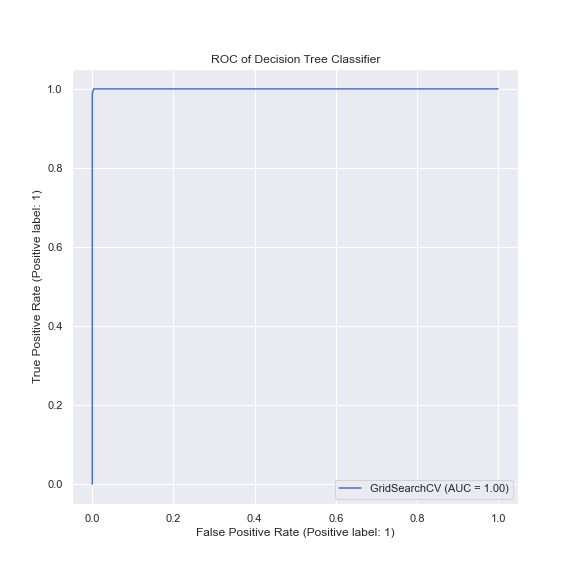 ROC of Decision Tree Classifier
1.0
0.8
0.6
0.4
0.2
0.0
True Positive Rate (Positive label: 1)
GridSearchCV (AUC = 1.00)
0.0 0.2 0.4 0.6 0.8 1.0
False Positive Rate (Positive label: 1)